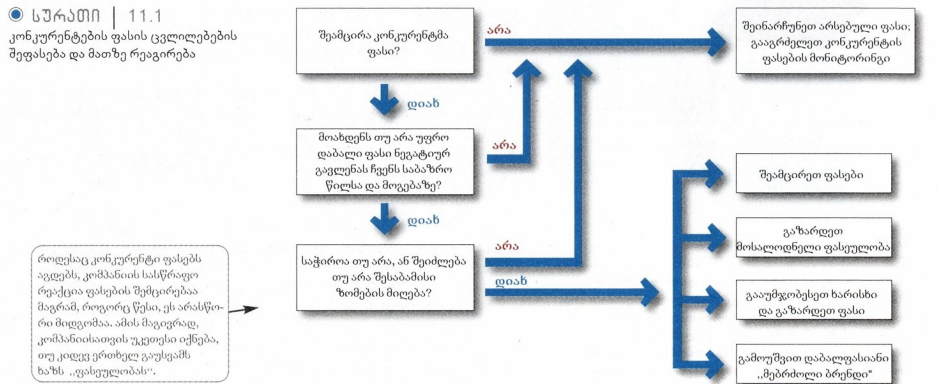 სურათი | 11.1
კონკურენტების ფასის ცვლილებების
შეფასება და მათზე რეაგირება
შეამცირა კონკურენტმა
ფასი?
არა
შეინარჩუნეთ არსებული ფასი;
გააგრძელეთ კონკურენტის
ფასების მონიტორინგი
დიახ
მოახდენს თუ არა უფრო
დაბალი ფასი ნეგატიურ
გავლენას ჩვენს საბაზრო
წილსა და მოგებაზე?
არა
დიახ
საჭიროა თუ არა, ან შეიძლება
თუ არა შესაბამისი
ზომების მიღება?
არა
დიახ
შეამცირეთ ფასები
გაზარდეთ
მოსალოდნელი ფასეულობა
გააუმჯობესეთ ხარისხი
და გაზარდეთ ფასი
გამოუშვით დაბალფასიანი
,,მებრძოლი ბრენდი"
როდესაც კონკურენტი ფასებს
აგდებს, კომპანიის სასწრაფო
რეაქცია ფასების შემცირებაა
მაგრამ, როგორც წესი, ეს არასწო-
რი მიდგომაა. ამის მაგივრად,
კომპანიისათვის უკეთესი იქნება,
თუ კიდევ ერთხელ გაუსვამს
ხაზს ,,ფასეულობას".